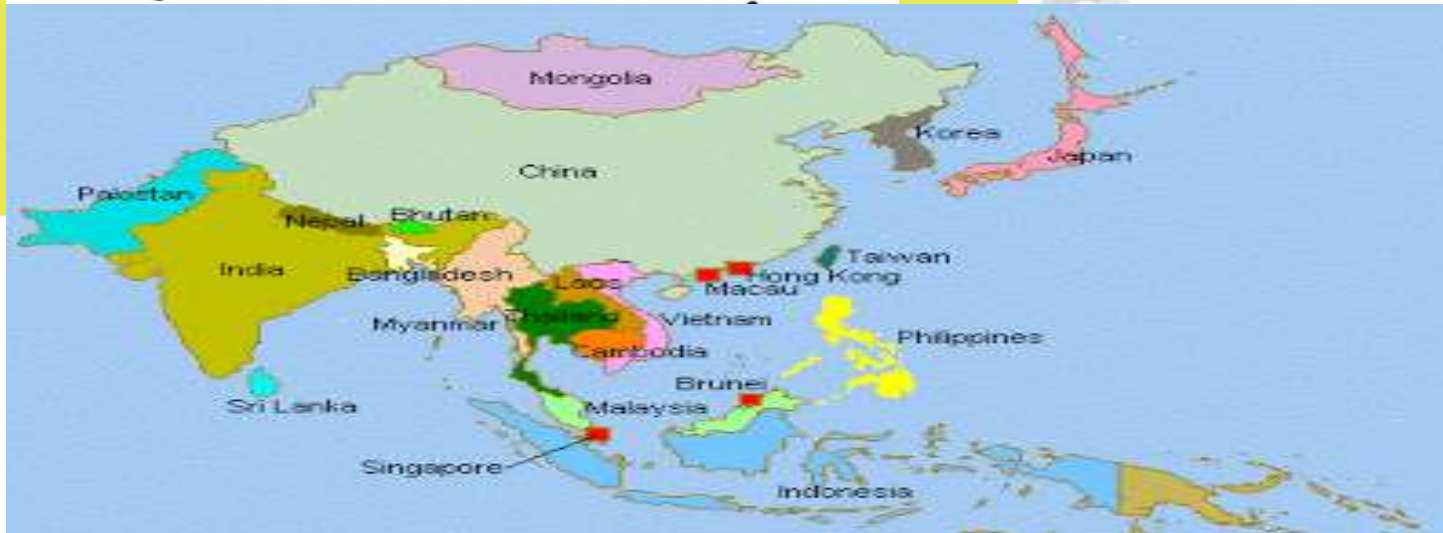 Mongolia
Korea
Japan
China
Pakistan
Nepal
Bhutan
Taiwan
India
Bangladesh
Laos
Hong Kong
Macau
Myanmar
Thailand
Vietnam
Philippines
Cambodia
Brunei
Sri Lanka
Malaysia
Singapore
Indonesia